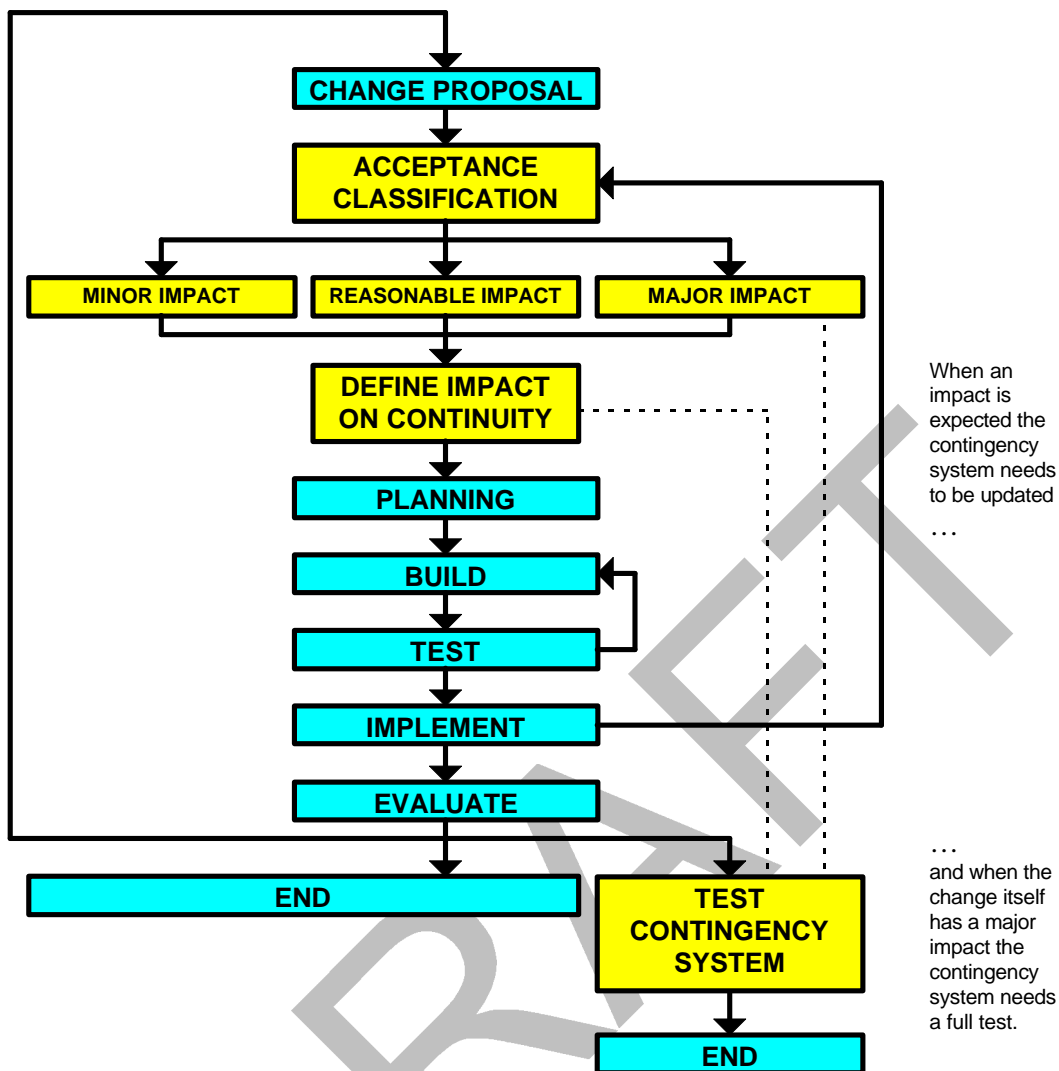 CHANGE PROPOSAL
ACCEPTANCE
CLASSIFICATION
MINOR IMPACT
REASONABLE IMPACT
MAJOR IMPACT
DEFINE IMPACT
ON CONTINUITY
When an
impact is
expected the
contingency
system needs
to be updated
…
PLANNING
BUILD
TEST
IMPLEMENT
EVALUATE
END
TEST
CONTINGENCY
SYSTEM
…
and when the
change itself
has a major
impact the
contingency
system needs
a full test.
END
RAFT